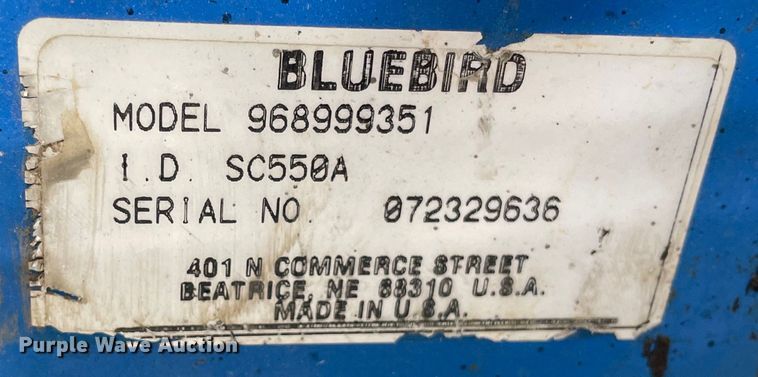 BLUEBIRD
MODEL 968999351
I.D. SC550A
SERIAL NO. 072329636
401 N COMMERCE STREET
BEATRICE, NE 68310 U.S.A.
MADE IN U.S.A.
Purple Wave Auction